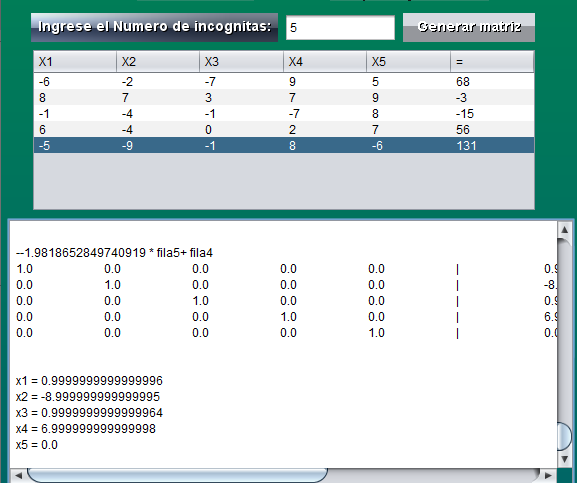 Ingrese el Numero de incognitas: 5 Generar matriz
X1 X2 X3 X4 X5 =
-6 -2 -7 9 5 68
8 7 3 7 9 -3
-1 -4 -1 -7 8 -15
6 -4 0 2 7 56
-5 -9 -1 8 -6 131
--1.9818652849740919 * fila5+ fila4
1.0 0.0 0.0 0.0 0.0 | 0.9
0.0 1.0 0.0 0.0 0.0 | -8.
0.0 0.0 1.0 0.0 0.0 | 0.9
0.0 0.0 0.0 1.0 0.0 | 6.9
0.0 0.0 0.0 0.0 1.0 | 0.0
x1 = 0.9999999999999996
x2 = -8.999999999999995
x3 = 0.9999999999999964
x4 = 6.999999999999998
x5 = 0.0